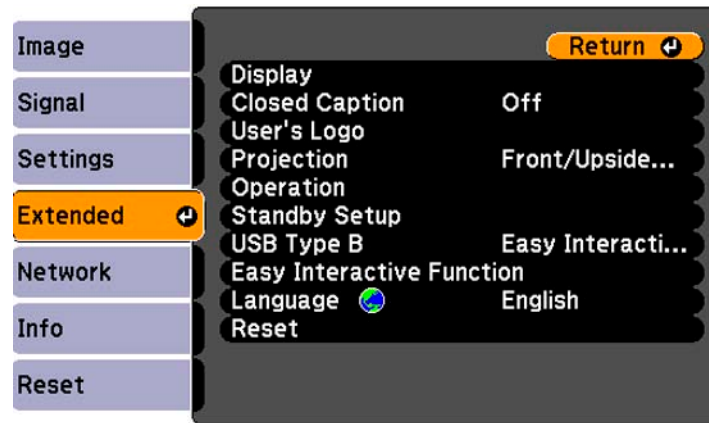 Image
Signal
Settings
Extended
Network
Info
Reset
Return
Display
Closed Caption Off
User's Logo
Projection Front/Upside...
Operation
Standby Setup
USB Type B Easy Interacti...
Easy Interactive Function
Language English
Reset